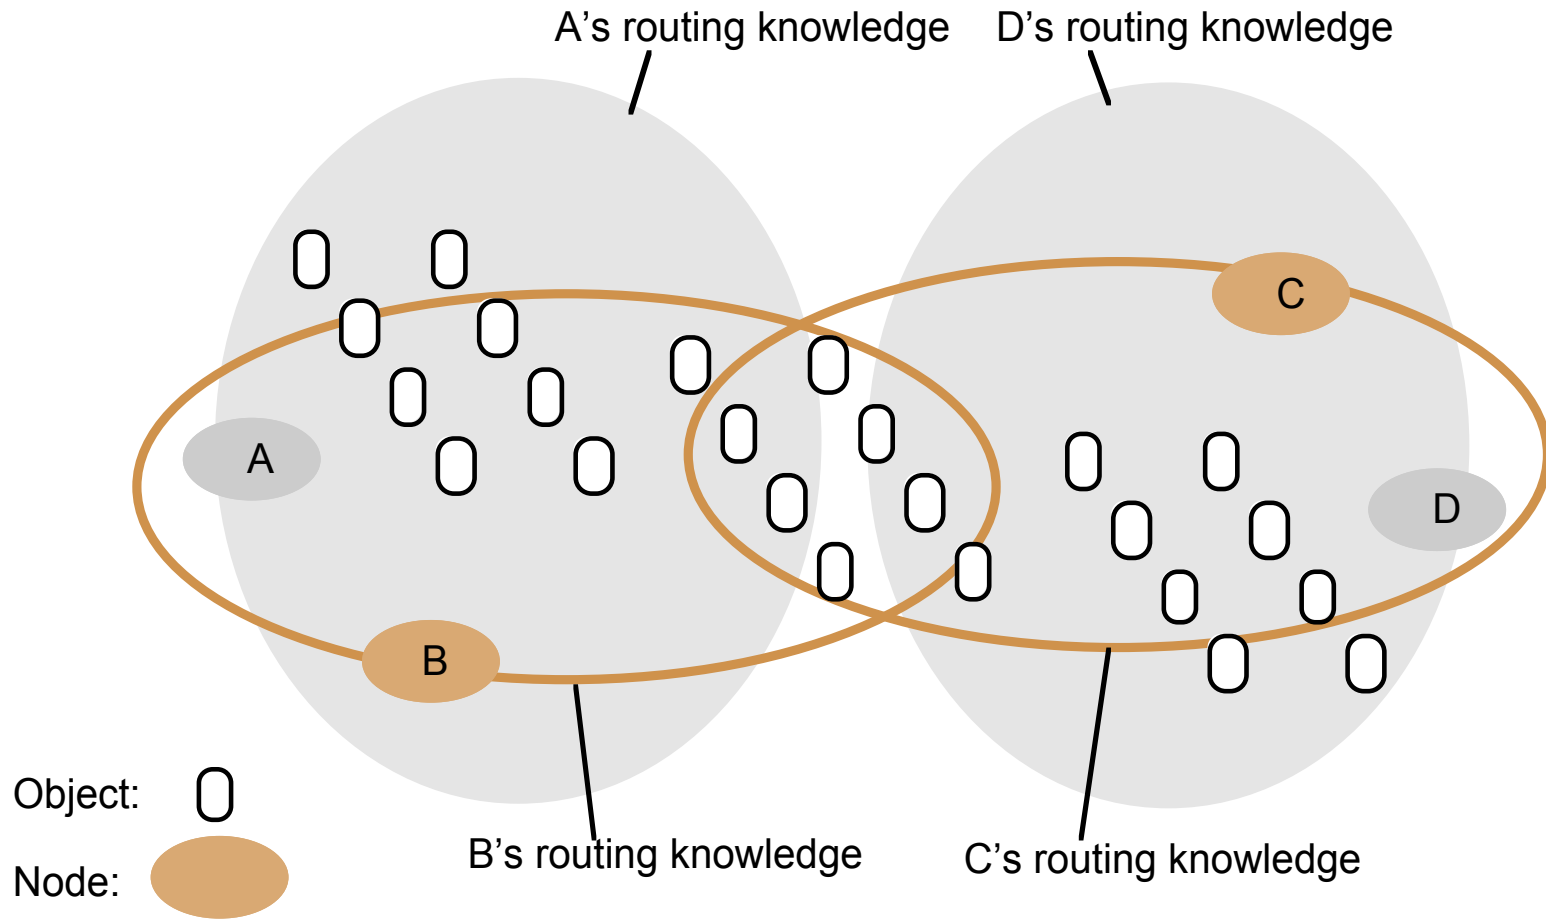 A’s routing knowledge
D’s routing knowledge
C
A
D
B
Object:
B’s routing knowledge
C’s routing knowledge
Node: